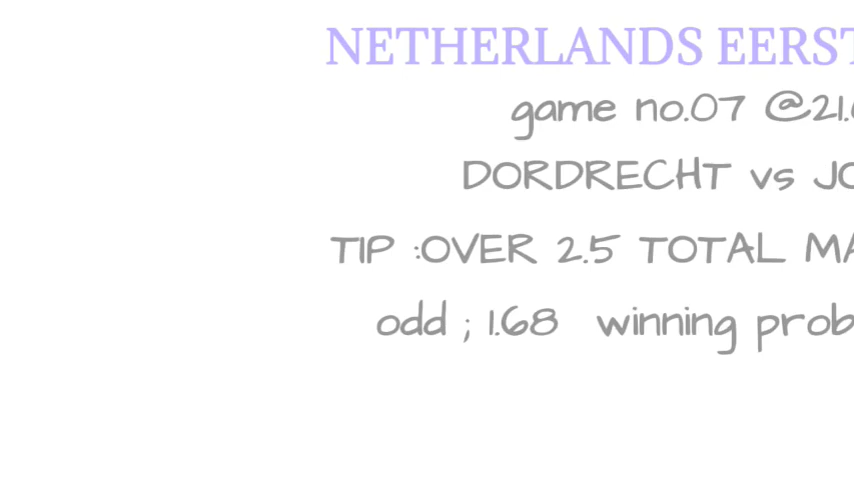 NETHERLANDS EERST
game no.07 @21.
DORDRECHT vs JO
TIP :OVER 2.5 TOTAL MA
odd ; 1.68 winning prob